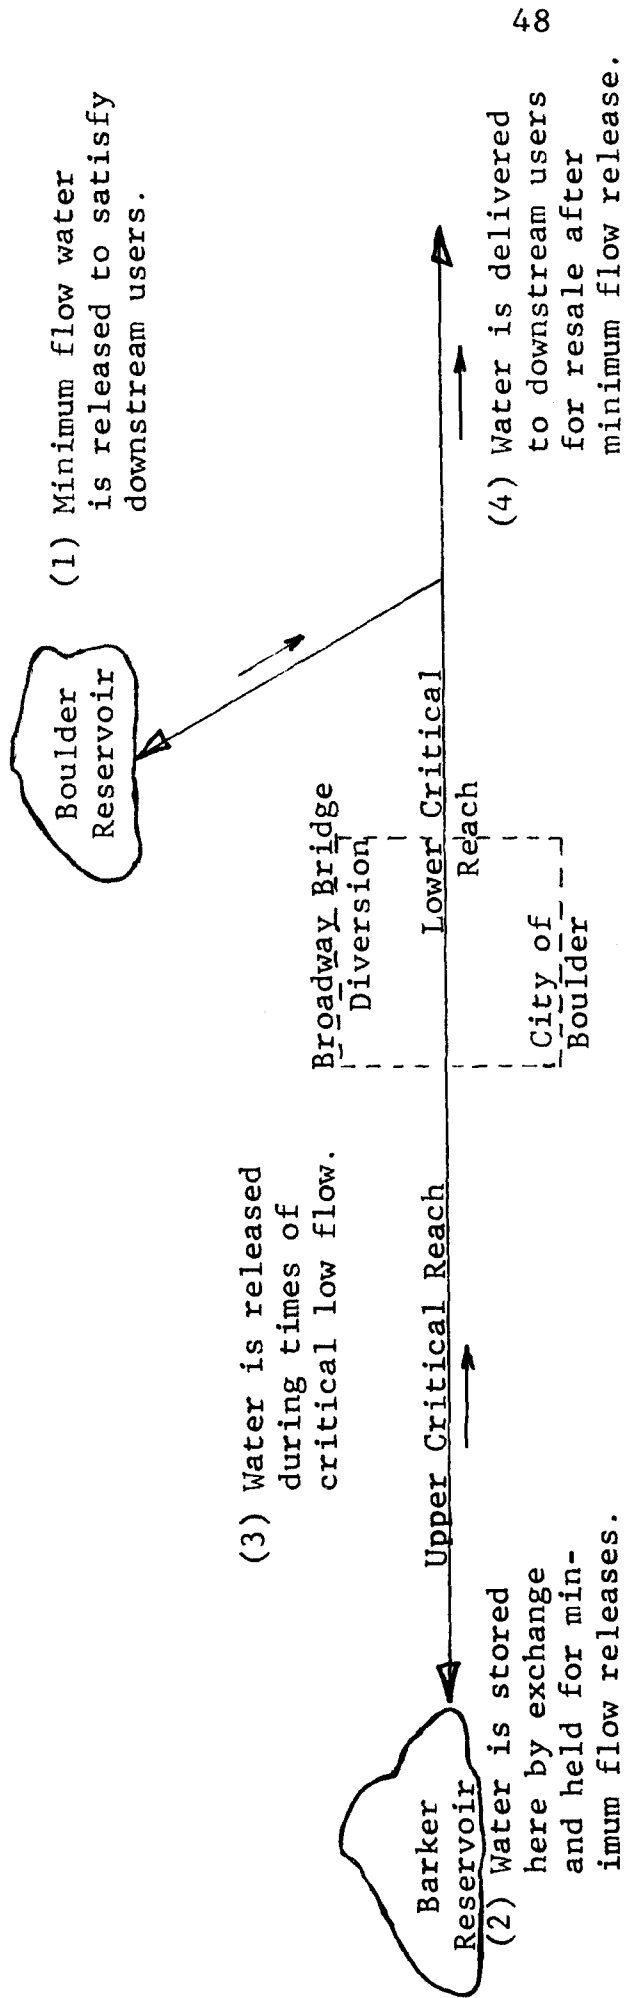 48
(1) Minimum flow water
is released to satisfy
downstream users.
Boulder
Reservoir
Broadway Bridge
Diversion
(3) Water is released
during times of
critical low flow.
Upper Critical Reach
Lower Critical
Reach
City of
Boulder
Barker
Reservoir
(2) Water is stored
here by exchange
and held for min-
imum flow releases.
(4) Water is delivered
to downstream users
for resale after
minimum flow release.